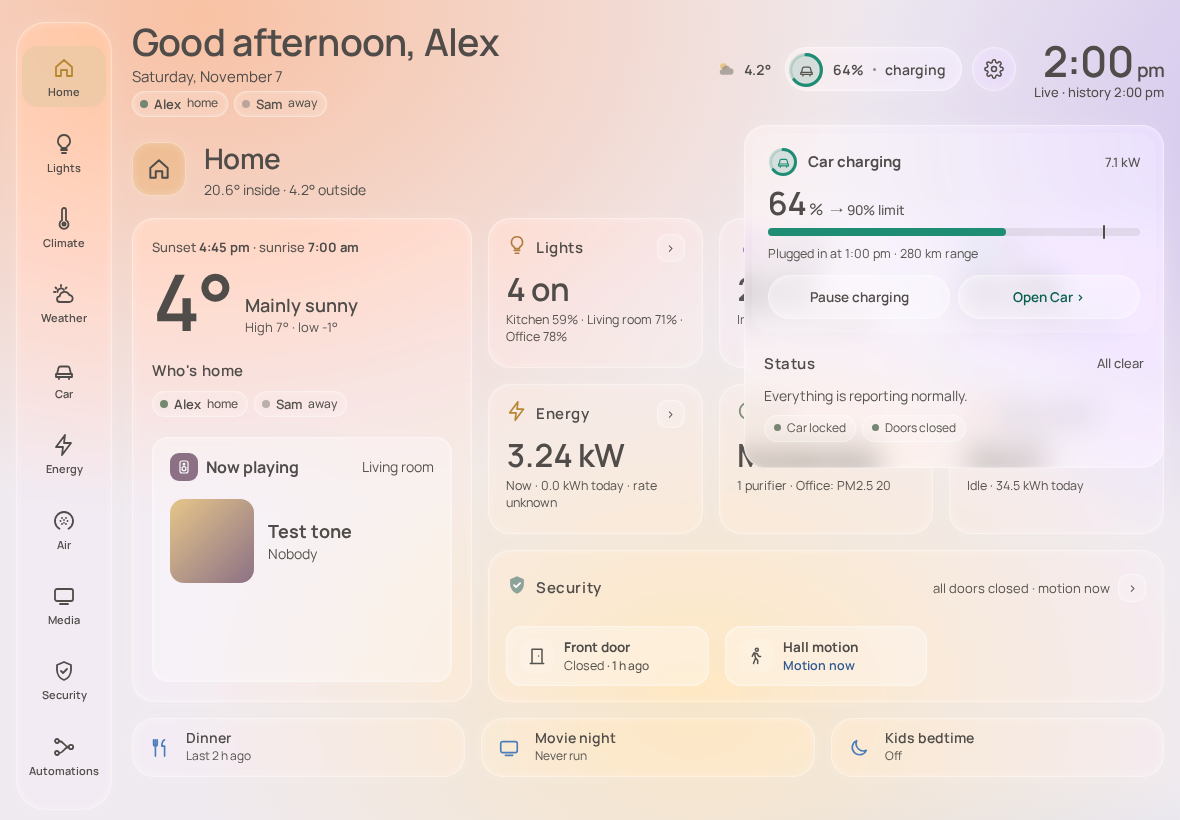 Good afternoon, Alex
Saturday, November 7
Alex home
Sam away
4.2°
64% • charging
2:00 pm
Live · history 2:00 pm
Home
Lights
Climate
Weather
Car
Energy
Air
Media
Security
Automations
Home
20.6° inside · 4.2° outside
Sunset 4:45 pm · sunrise 7:00 am
4°
Mainly sunny
High 7° · low -1°
Who's home
Alex home
Sam away
Now playing
Living room
Test tone
Nobody
Lights
4 on
Kitchen 59% · Living room 71% ·
Office 78%
Energy
3.24 kW
Now · 0.0 kWh today · rate
unknown
Car charging
7.1 kW
64% → 90% limit
Plugged in at 1:00 pm · 280 km range
Pause charging
Open Car ›
Status
All clear
Everything is reporting normally.
Car locked
Doors closed
1 purifier · Office: PM2.5 20
Idle · 34.5 kWh today
Security
all doors closed · motion now
Front door
Closed · 1 h ago
Hall motion
Motion now
Dinner
Last 2 h ago
Movie night
Never run
Kids bedtime
Off